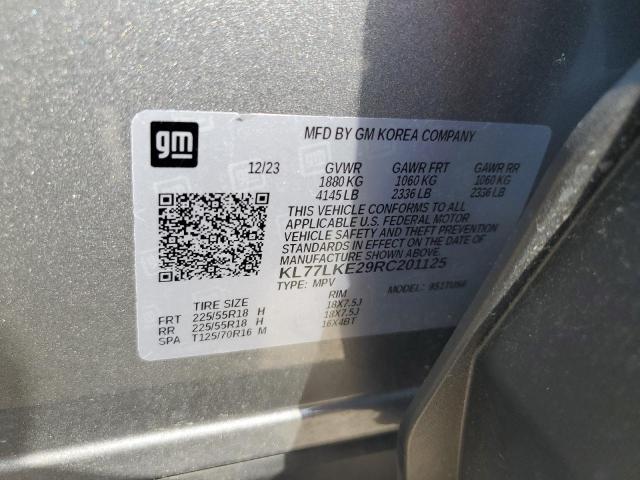 gm
MFD BY GM KOREA COMPANY
12/23 GVWR GAWR FRT GAWR RR
1880 KG 1060 KG 1060 KG
4145 LB 2336 LB 2336 LB
THIS VEHICLE CONFORMS TO ALL
APPLICABLE U.S. FEDERAL MOTOR
VEHICLE SAFETY AND THEFT PREVENTION
STANDARDS IN EFFECT ON THE DATE OF
MANUFACTURE SHOWN ABOVE.
KL77LKE29RC201125
TYPE: MPV MODEL:
TIRE SIZE RIM
FRT 225/55R18 H 18X7.5J
RR 225/55R18 H 18X7.5J
SPA T125/70R16 M 16X4BT